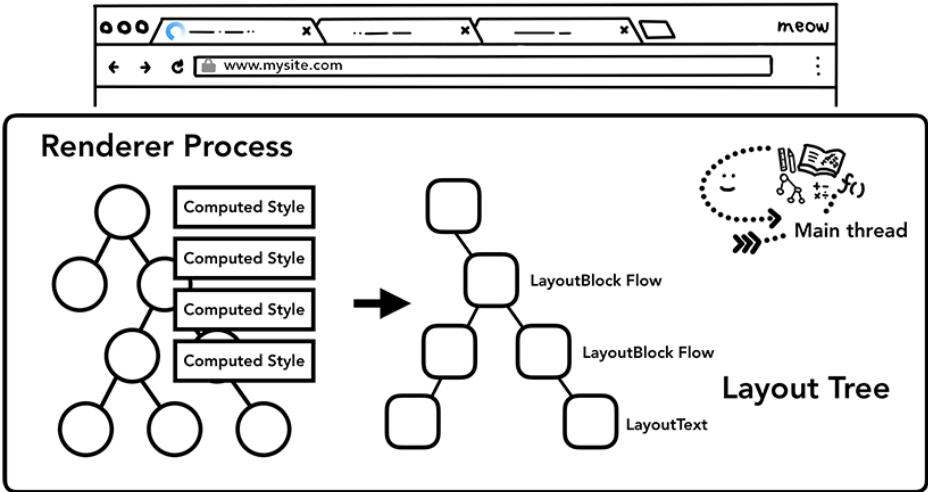 meow
www.mysite.com
Renderer Process
Computed Style
Computed Style
Computed Style
Computed Style
LayoutBlock Flow
LayoutBlock Flow
LayoutText
f()
Main thread
Layout Tree